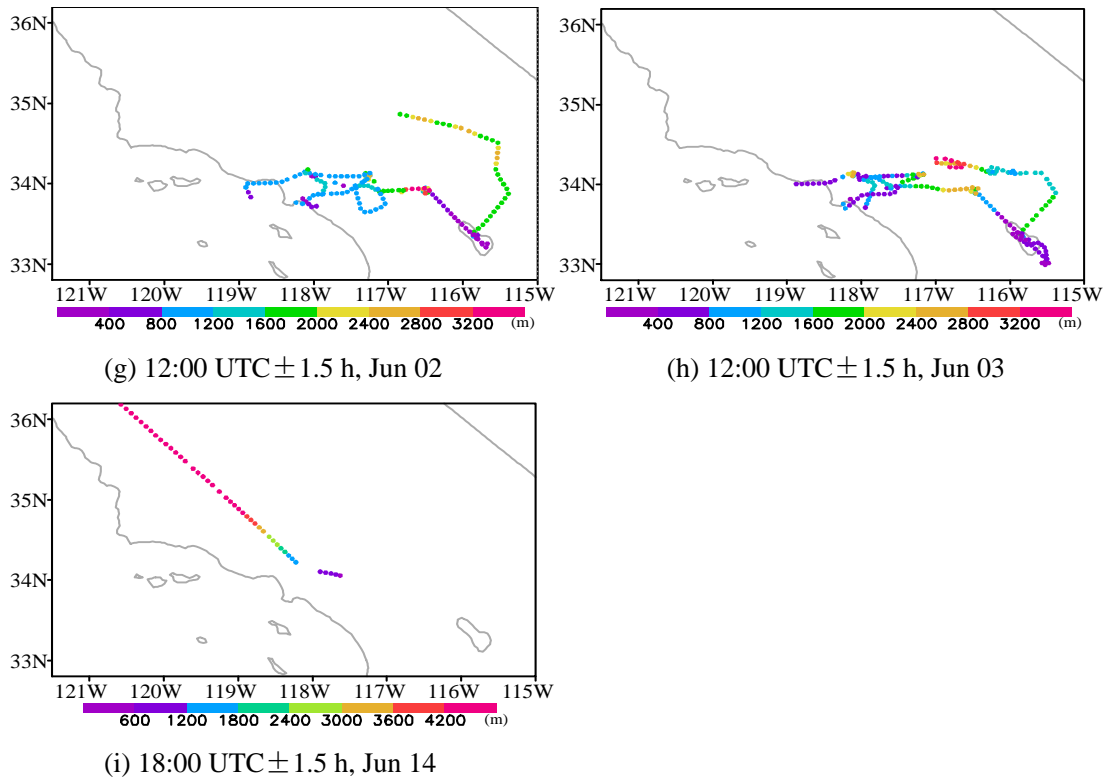 36N 36N
35N 35N
34N 34N
33N 33N
121W 120W 119W 118W 117W 116W 115W 121W 120W 119W 118W 117W 116W 115W
400 800 1200 1600 2000 2400 2800 3200 (m) 400 800 1200 1600 2000 2400 2800 3200 (m)
(g) 12:00 UTC±1.5 h, Jun 02 (h) 12:00 UTC±1.5 h, Jun 03
36N
35N
34N
33N
121W 120W 119W 118W 117W 116W 115W
600 1200 1800 2400 3000 3600 4200 (m)
(i) 18:00 UTC±1.5 h, Jun 14